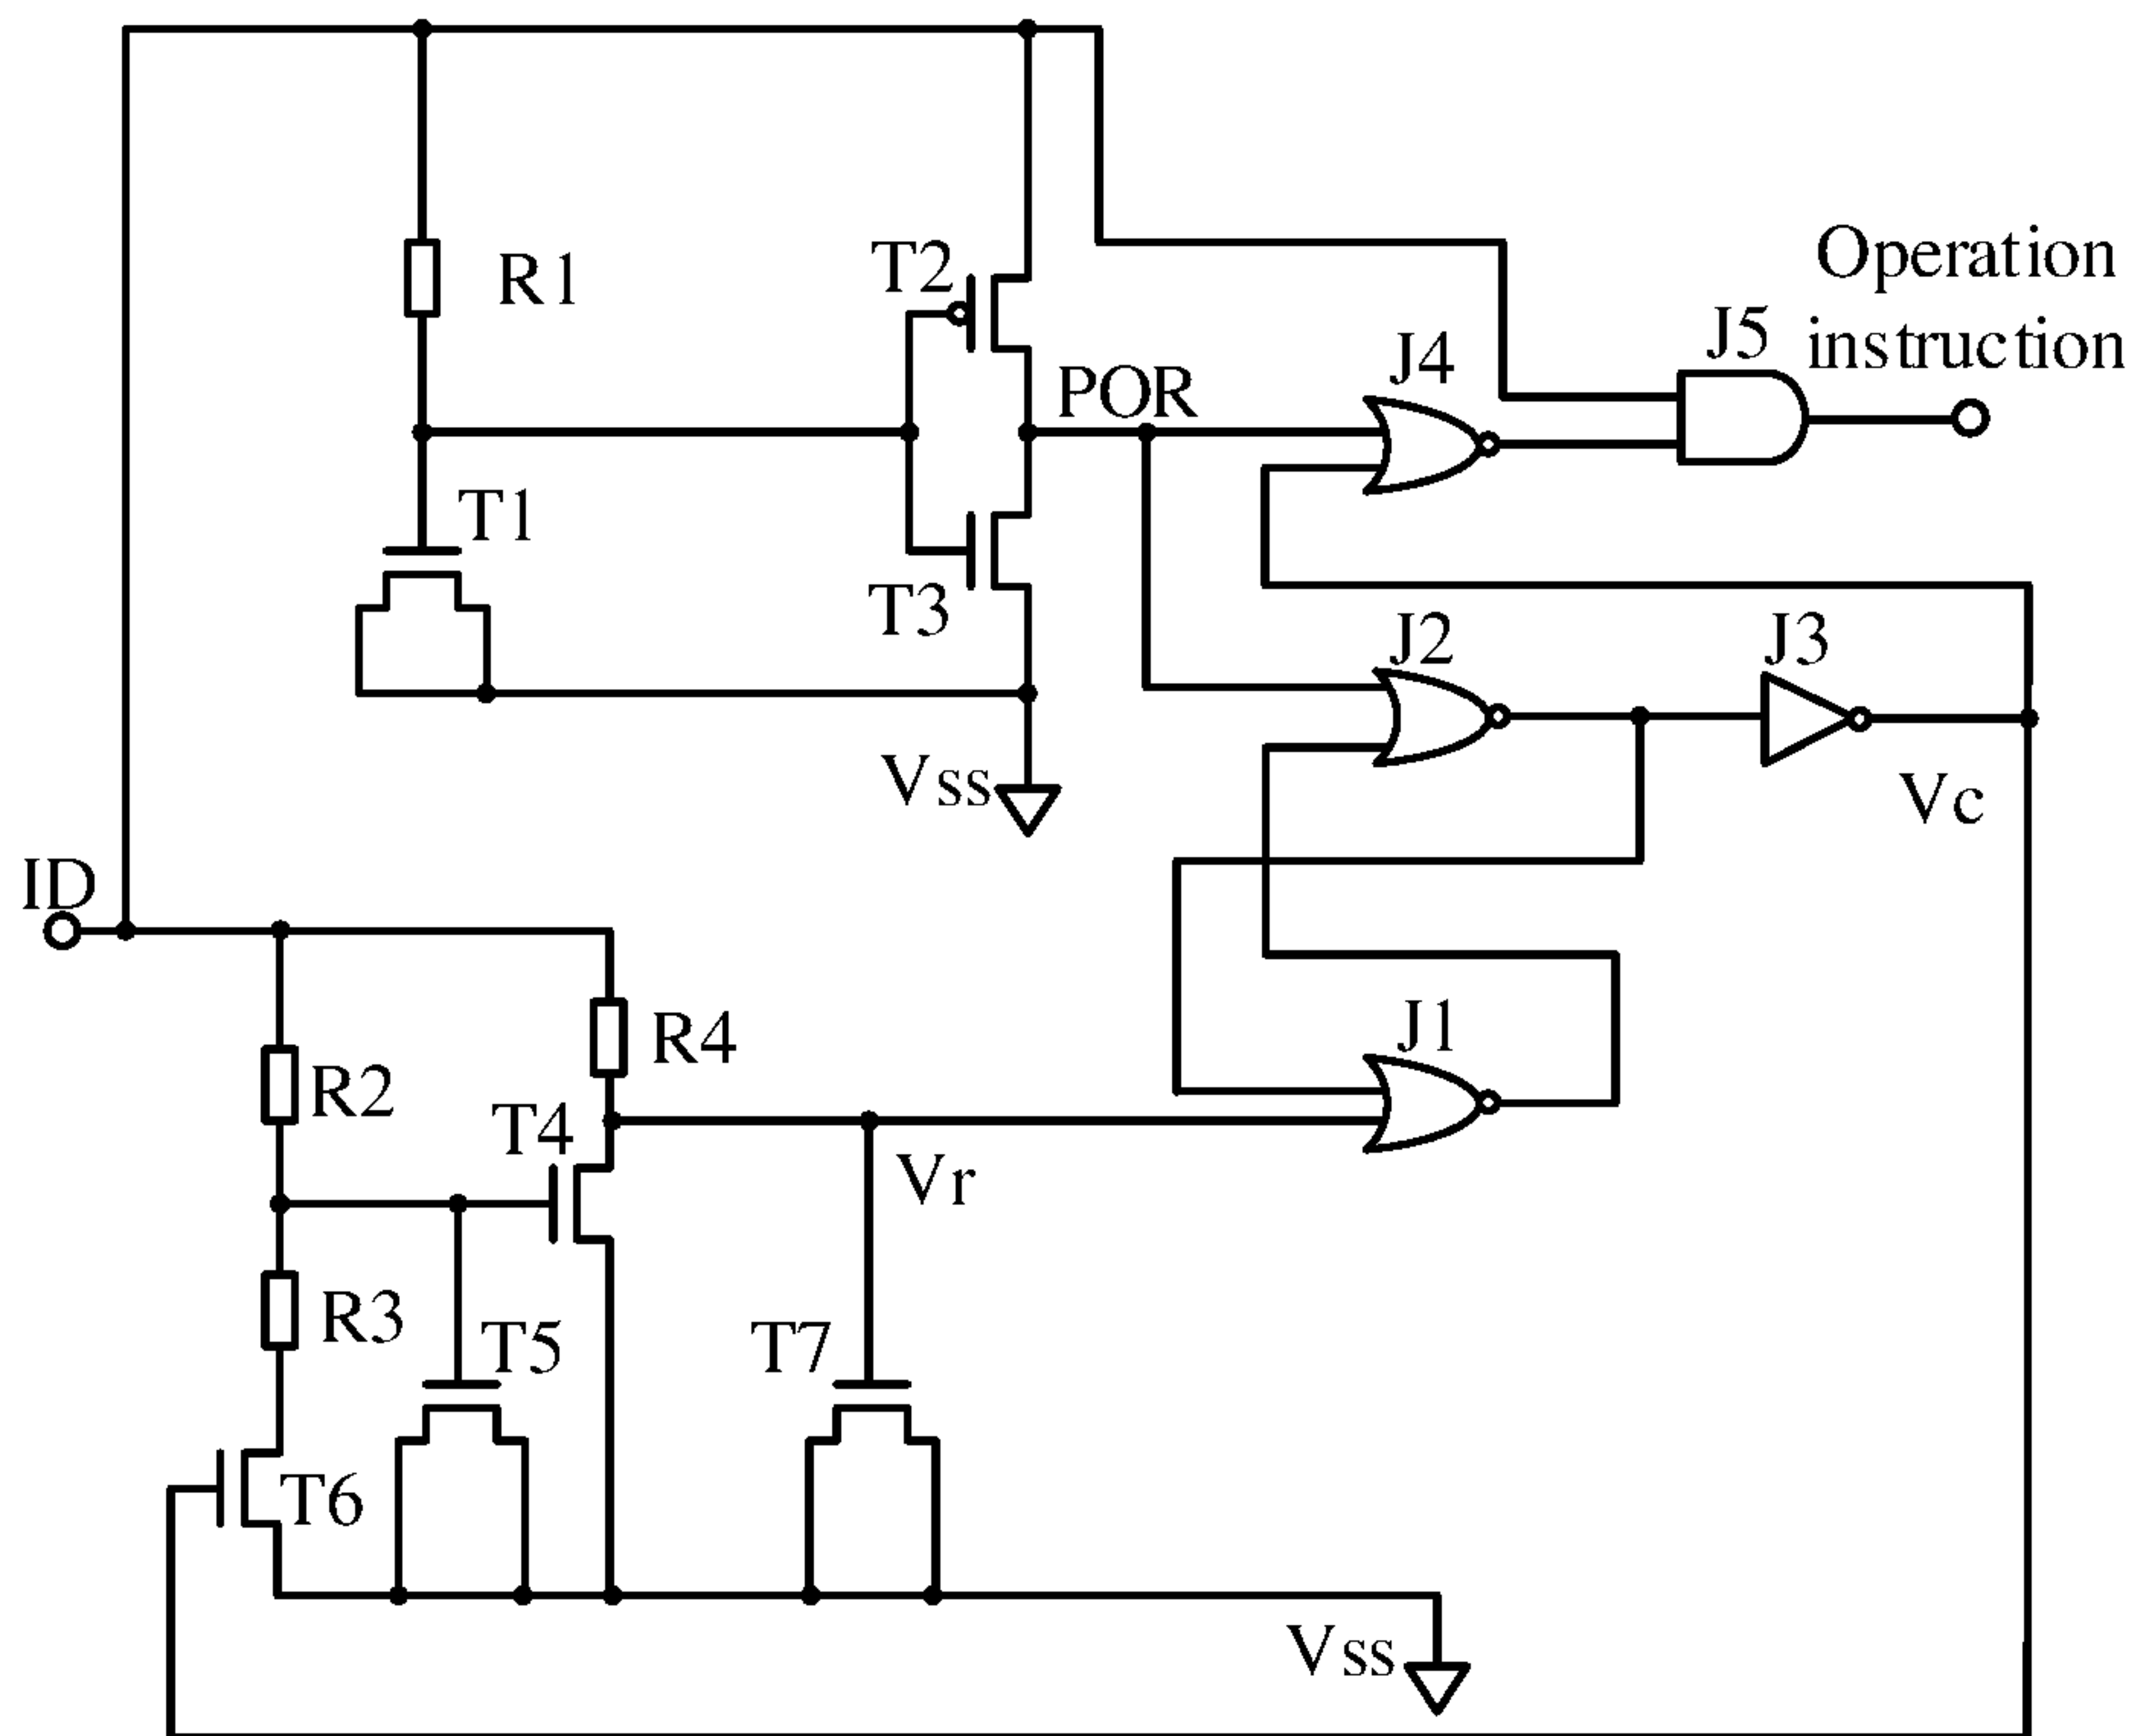 Operation
instruction
R1
T2
J4
J5
POR
T1
T3
J2
J3
Vss
Vc
ID
R4
J1
R2
T4
Vr
R3
T5
T7
T6
Vss